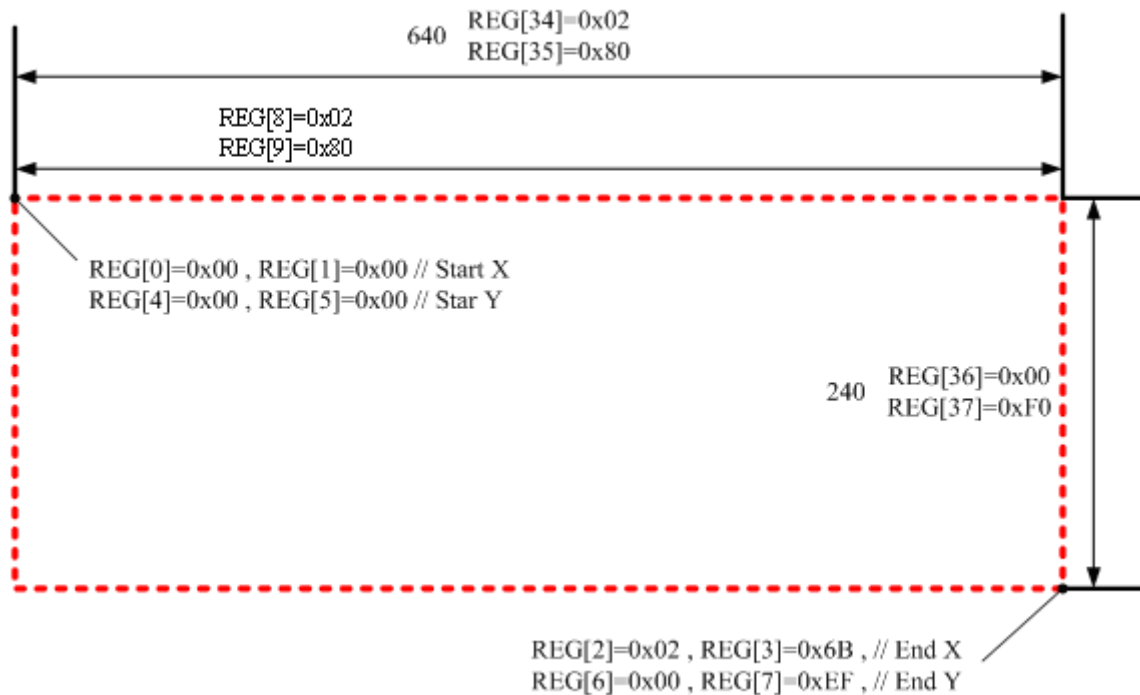 640
REG[34]=0x02
REG[35]=0x80
REG[8]=0x02
REG[9]=0x80
REG[0]=0x00 , REG[1]=0x00 // Start X
REG[4]=0x00 , REG[5]=0x00 // Star Y
240
REG[36]=0x00
REG[37]=0xF0
REG[2]=0x02 , REG[3]=0x6B , // End X
REG[6]=0x00 , REG[7]=0xEF , // End Y